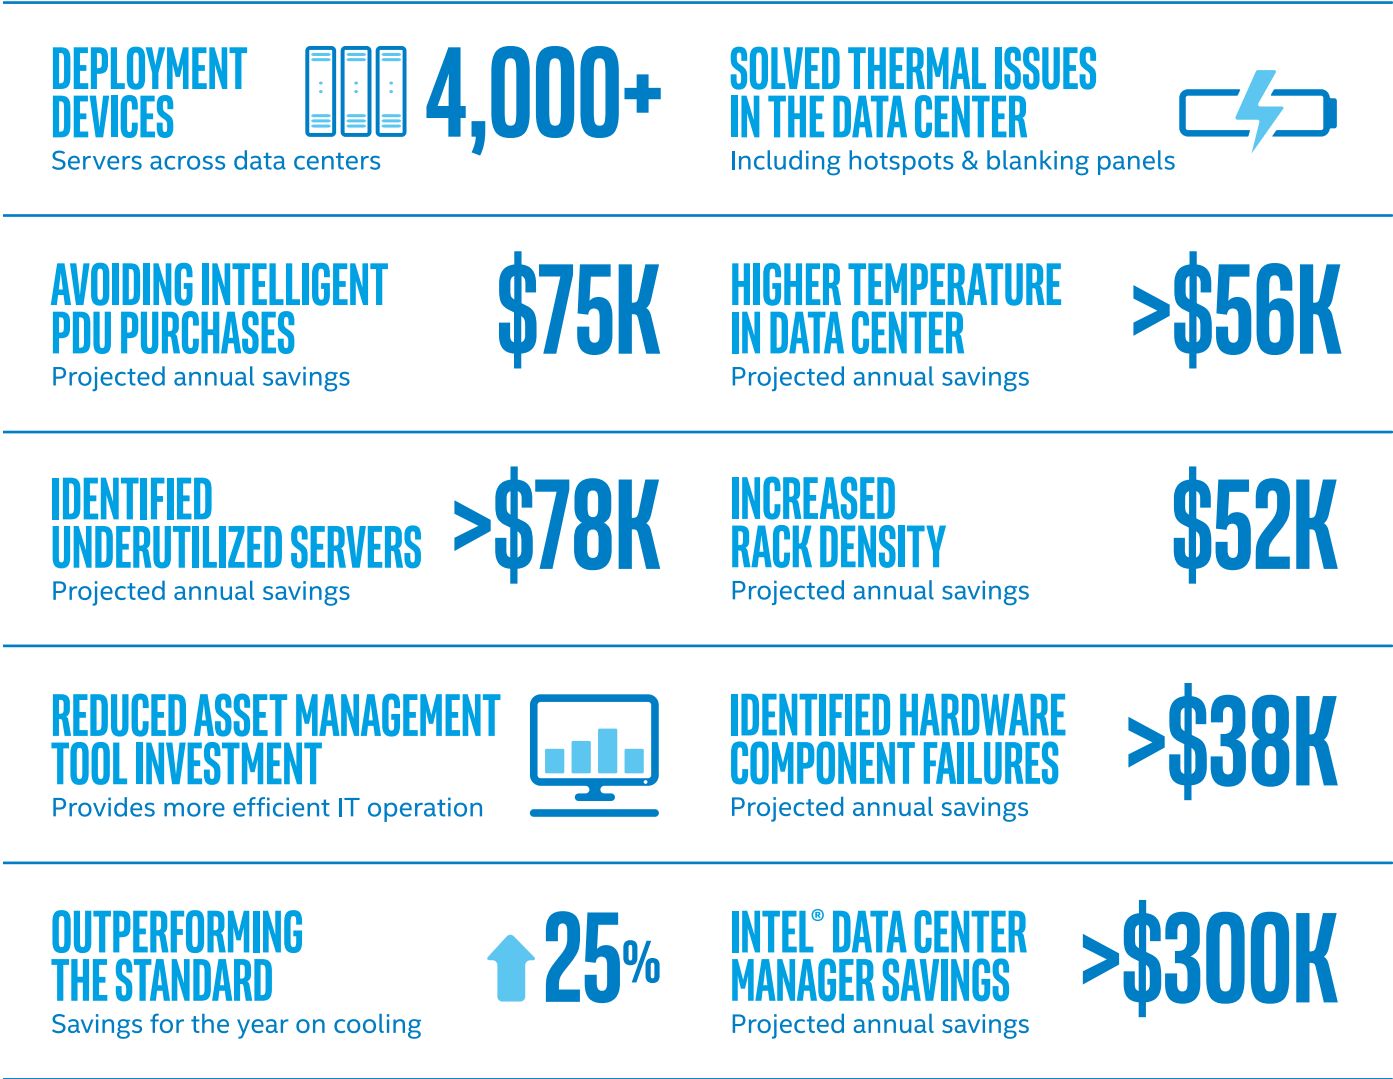 DEPLOYMENT
DEVICES
Servers across data centers
4,000+
SOLVED THERMAL ISSUES
IN THE DATA CENTER
Including hotspots & blanking panels
AVOIDING INTELLIGENT
PDU PURCHASES
Projected annual savings
$75K
HIGHER TEMPERATURE
IN DATA CENTER
Projected annual savings
>$56K
IDENTIFIED
UNDERUTILIZED SERVERS
Projected annual savings
>$78K
INCREASED
RACK DENSITY
Projected annual savings
$52K
REDUCED ASSET MANAGEMENT
TOOL INVESTMENT
Provides more efficient IT operation
IDENTIFIED HARDWARE
COMPONENT FAILURES
Projected annual savings
>$38K
OUTPERFORMING
THE STANDARD
Savings for the year on cooling
25%
INTEL® DATA CENTER
MANAGER SAVINGS
Projected annual savings
>$300K